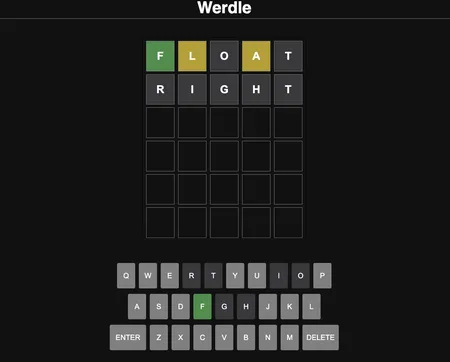 Werdle
F L O A T
R I G H T
Q W E R T Y U I O P
A S D F G H J K L
ENTER Z X C V B N M DELETE